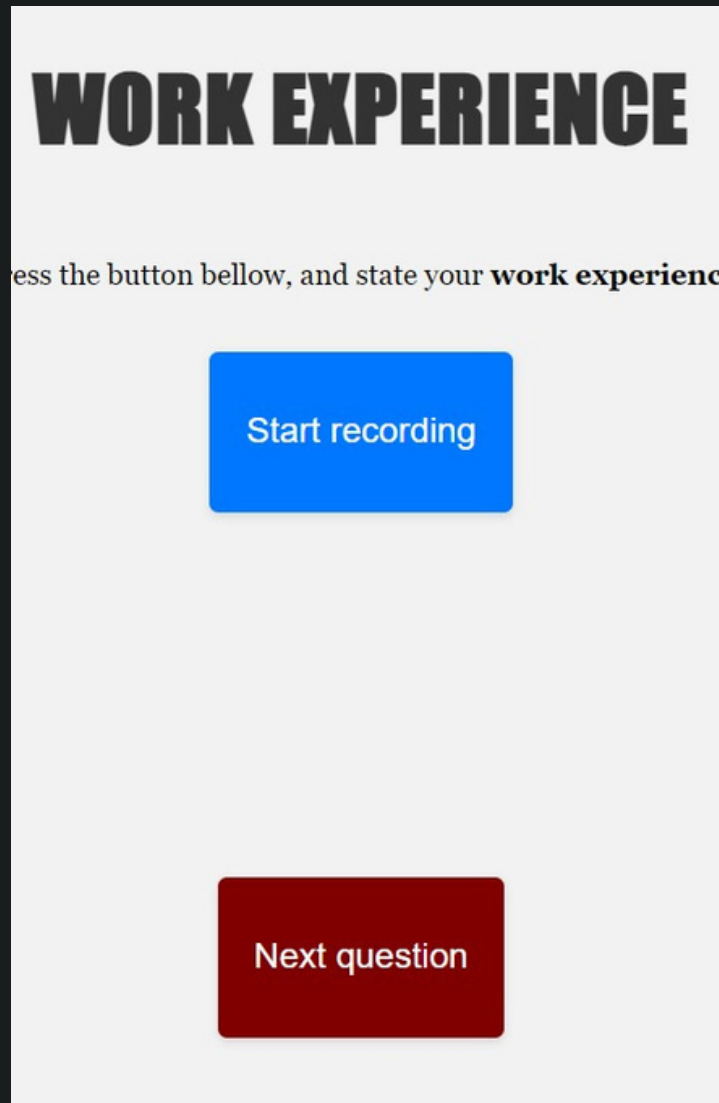 WORK EXPERIENCE
ess the button bellow, and state your work experienc
Start recording
Next question